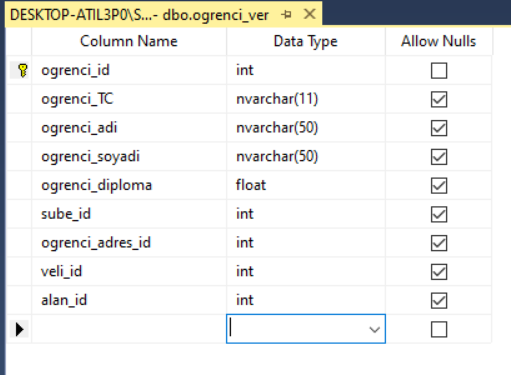 DESKTOP-ATIL3P0\S...- dbo.ogrenci_ver
Column Name Data Type Allow Nulls
ogrenci_id int
ogrenci_TC nvarchar(11)
ogrenci_adi nvarchar(50)
ogrenci_soyadi nvarchar(50)
ogrenci_diploma float
sube_id int
ogrenci_adres_id int
veli_id int
alan_id int